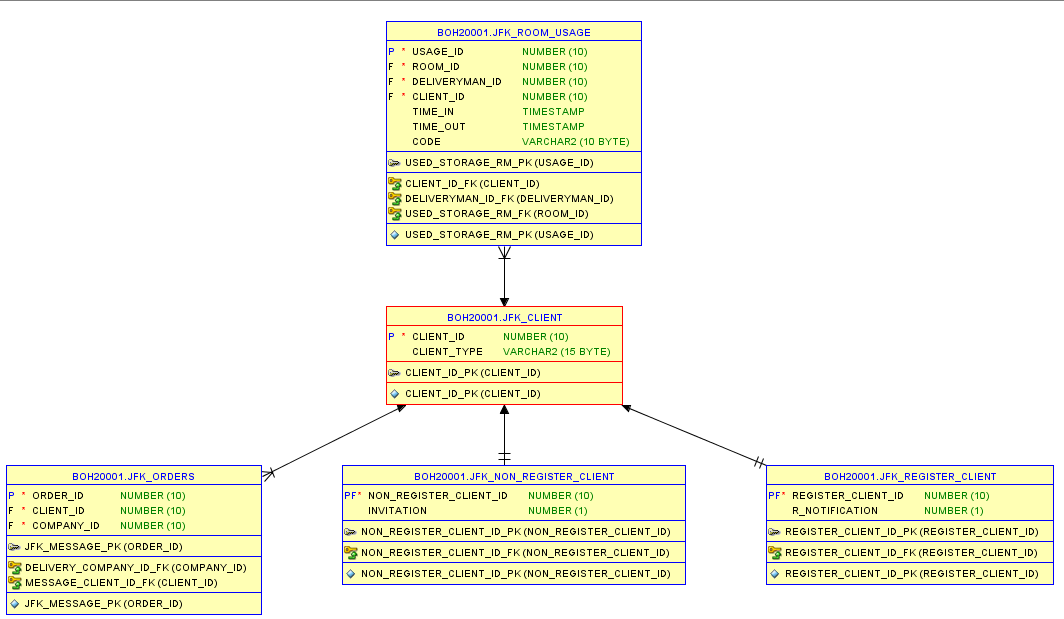 BOH20001.JFK_ROOM_USAGE
P * USAGE_ID NUMBER (10)
F * ROOM_ID NUMBER (10)
F * DELIVERYMAN_ID NUMBER (10)
F * CLIENT_ID NUMBER (10)
TIME_IN TIMESTAMP
TIME_OUT TIMESTAMP
CODE VARCHAR2 (10 BYTE)
USED_STORAGE_RM_PK (USAGE_ID)
CLIENT_ID_FK (CLIENT_ID)
DELIVERYMAN_ID_FK (DELIVERYMAN_ID)
USED_STORAGE_RM_FK (ROOM_ID)
USED_STORAGE_RM_PK (USAGE_ID)
BOH20001.JFK_CLIENT
P * CLIENT_ID NUMBER (10)
CLIENT_TYPE VARCHAR2 (15 BYTE)
CLIENT_ID_PK (CLIENT_ID)
CLIENT_ID_PK (CLIENT_ID)
BOH20001.JFK_ORDERS
P * ORDER_ID NUMBER (10)
F * CLIENT_ID NUMBER (10)
F * COMPANY_ID NUMBER (10)
JFK_MESSAGE_PK (ORDER_ID)
DELIVERY_COMPANY_ID_FK (COMPANY_ID)
MESSAGE_CLIENT_ID_FK (CLIENT_ID)
JFK_MESSAGE_PK (ORDER_ID)
BOH20001.JFK_NON_REGISTER_CLIENT
PF* NON_REGISTER_CLIENT_ID NUMBER (10)
INVITATION NUMBER (1)
NON_REGISTER_CLIENT_ID_PK (NON_REGISTER_CLIENT_ID)
NON_REGISTER_CLIENT_ID_FK (NON_REGISTER_CLIENT_ID)
NON_REGISTER_CLIENT_ID_PK (NON_REGISTER_CLIENT_ID)
BOH20001.JFK_REGISTER_CLIENT
PF* REGISTER_CLIENT_ID NUMBER (10)
R_NOTIFICATION NUMBER (1)
REGISTER_CLIENT_ID_PK (REGISTER_CLIENT_ID)
REGISTER_CLIENT_ID_FK (REGISTER_CLIENT_ID)
REGISTER_CLIENT_ID_PK (REGISTER_CLIENT_ID)